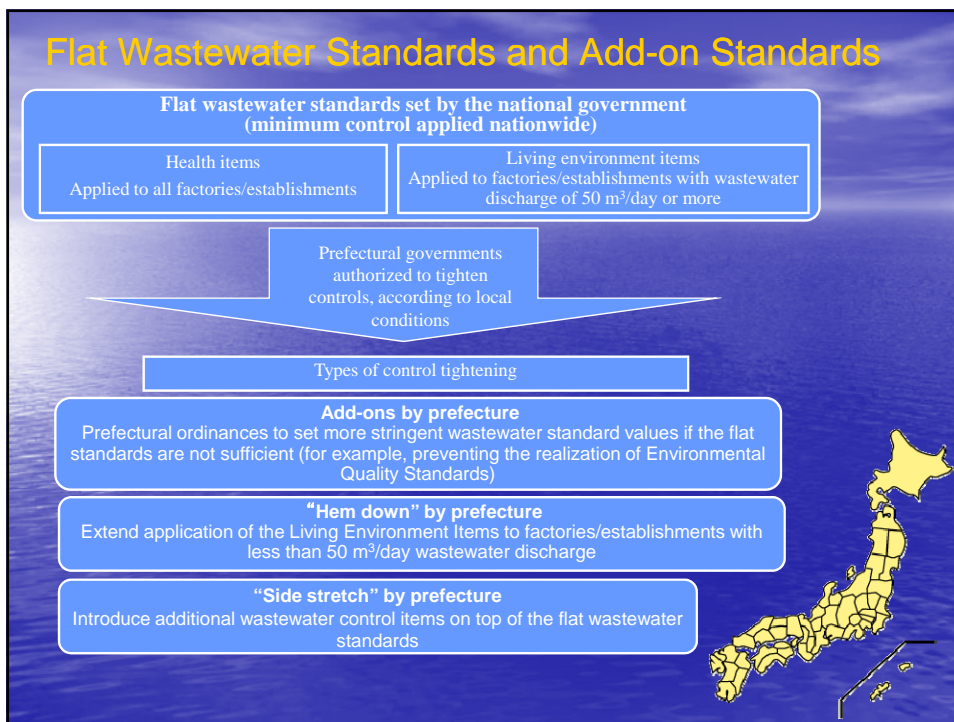 Flat Wastewater Standards and Add-on Standards
Flat wastewater standards set by the national government
(minimum control applied nationwide)
Health items
Applied to all factories/establishments
Living environment items
Applied to factories/establishments with wastewater
discharge of 50 m³/day or more
Prefectural governments
authorized to tighten
controls, according to local
conditions
Types of control tightening
Add-ons by prefecture
Prefectural ordinances to set more stringent wastewater standard values if the flat
standards are not sufficient (for example, preventing the realization of Environmental
Quality Standards)
“Hem down” by prefecture
Extend application of the Living Environment Items to factories/establishments with
less than 50 m³/day wastewater discharge
“Side stretch” by prefecture
Introduce additional wastewater control items on top of the flat wastewater
standards